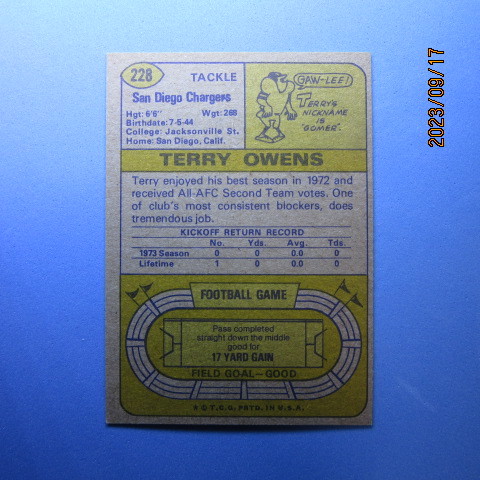 228
TACKLE
San Diego Chargers
Hgt: 6'6" Wgt: 268
Birthdate: 7-5-44
College: Jacksonville St.
Home: San Diego, Calif.
GAW-LEE!
TERRY'S
NICKNAME
IS
"GOMER".
TERRY OWENS
Terry enjoyed his best season in 1972 and
received All-AFC Second Team votes. One
of club's most consistent blockers, does
tremendous job.
KICKOFF RETURN RECORD
No. Yds. Avg. Tds.
1973 Season 0 0 0.0 0
Lifetime 1 0 0.0 0
FOOTBALL GAME
Pass completed
straight down the middle
good for
17 YARD GAIN
FIELD GOAL—GOOD
© T.C.G. PRTD. IN U.S.A.
2023/09/17